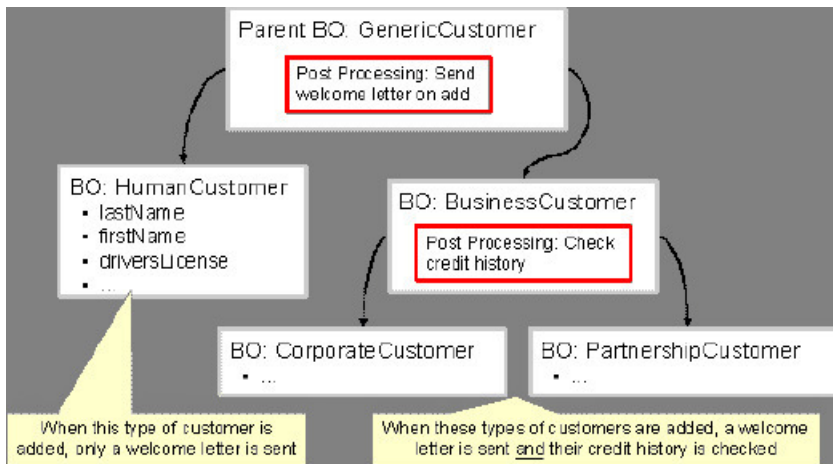 Parent BO: GenericCustomer
Post Processing: Send
welcome letter on add
BO: HumanCustomer
▪ lastName
▪ firstName
▪ driversLicense
▪ ...
BO: BusinessCustomer
Post Processing: Check
credit history
BO: CorporateCustomer
▪ ...
BO: PartnershipCustomer
▪ ...
When this type of customer is
added, only a welcome letter is sent
When these types of customers are added, a welcome
letter is sent and their credit history is checked